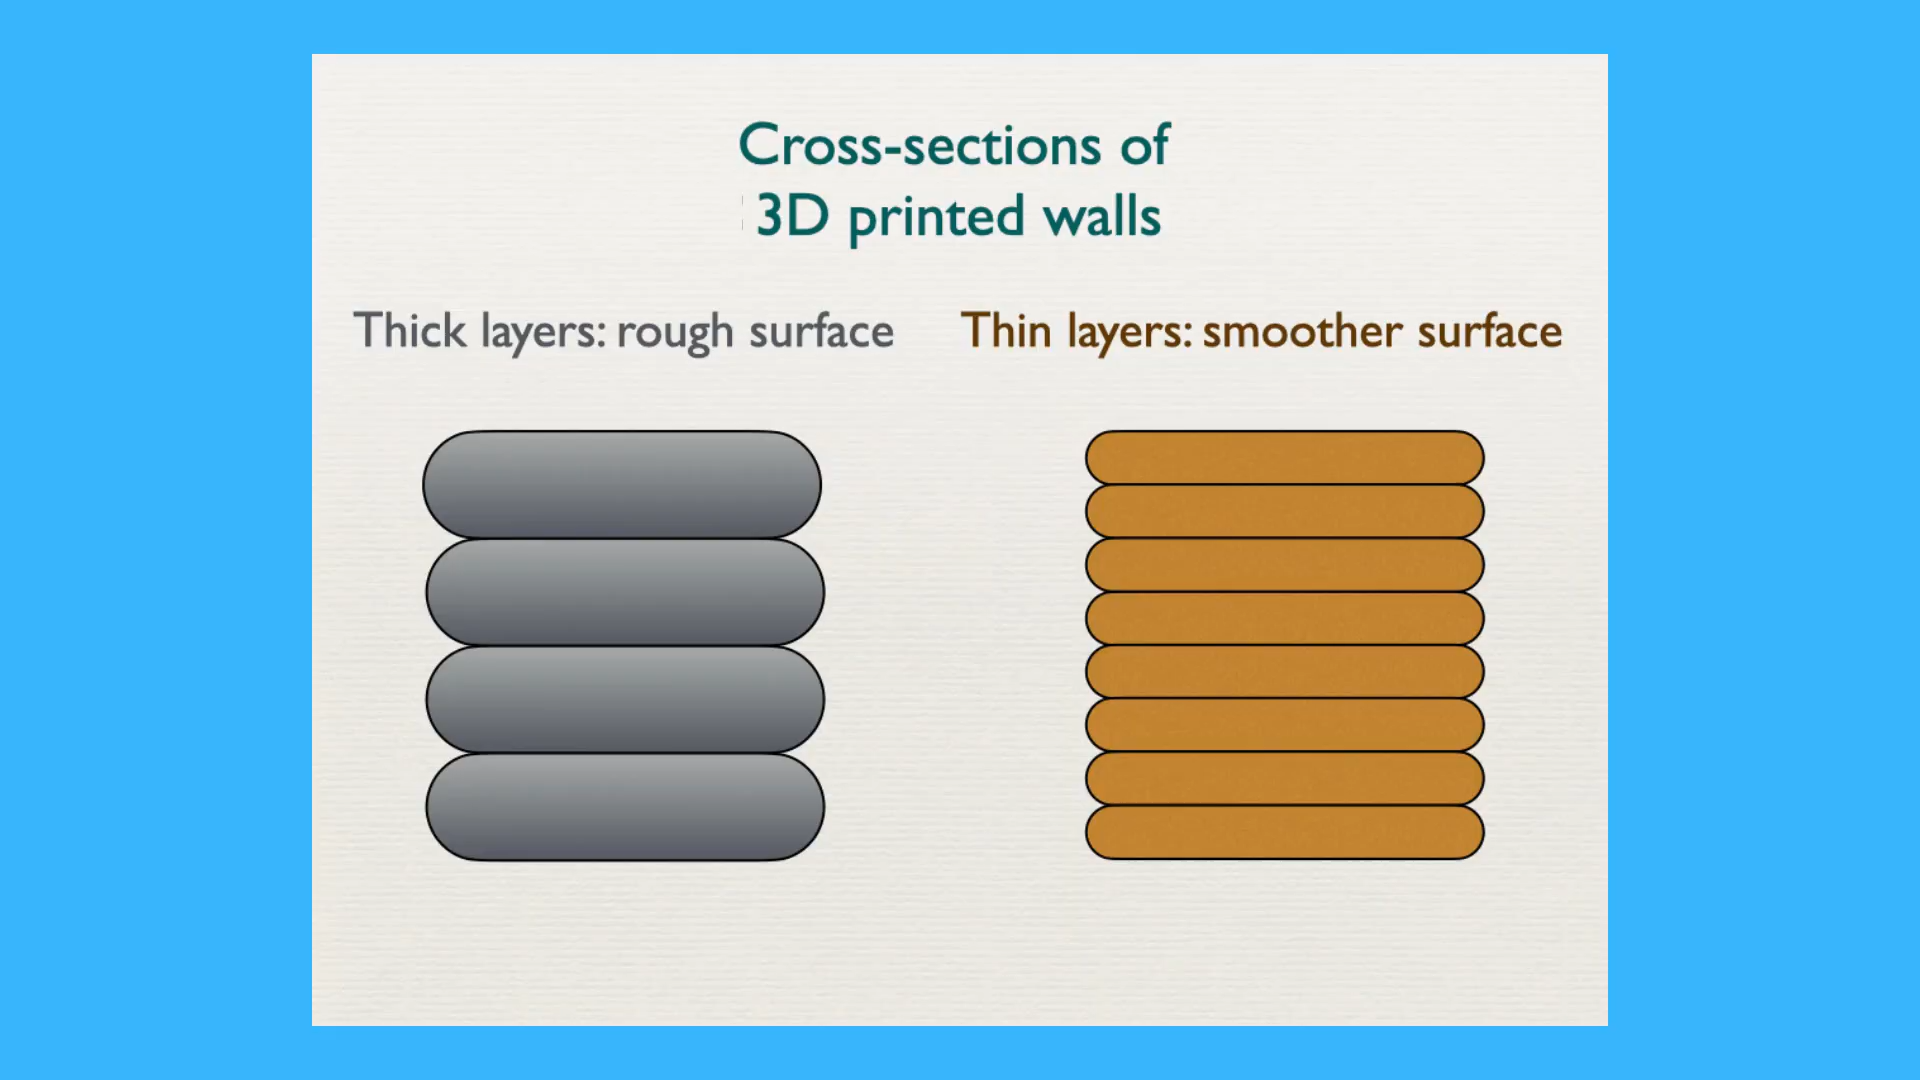 Cross-sections of
3D printed walls
Thick layers: rough surface
Thin layers: smoother surface